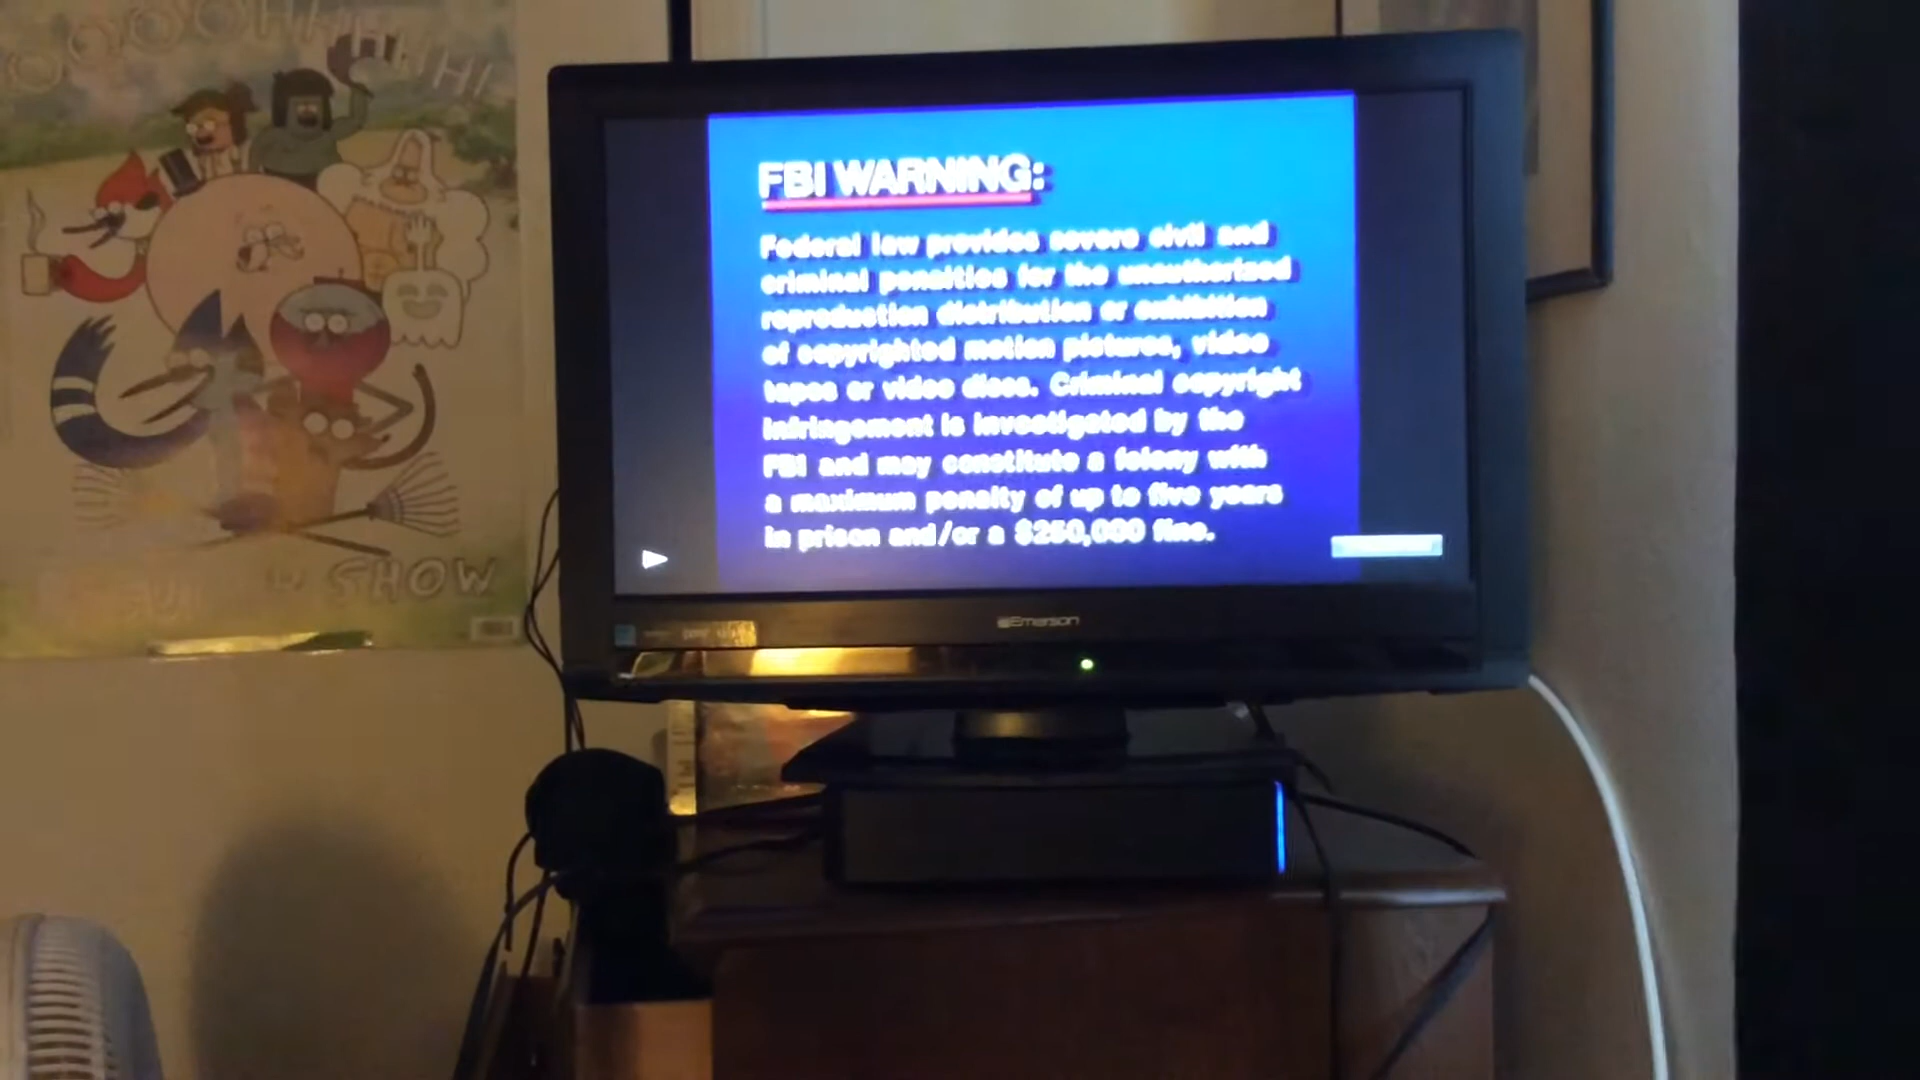 OOOOOHHHHHH!
FBI WARNING:
Federal law provides severe civil and
criminal penalties for the unauthorized
reproduction distribution or exhibition
of copyrighted motion pictures, video
tapes or video discs. Criminal copyright
infringement is investigated by the
FBI and may constitute a felony with
a maximum penalty of up to five years
in prison and/or a $250,000 fine.
SHOW
Emerson